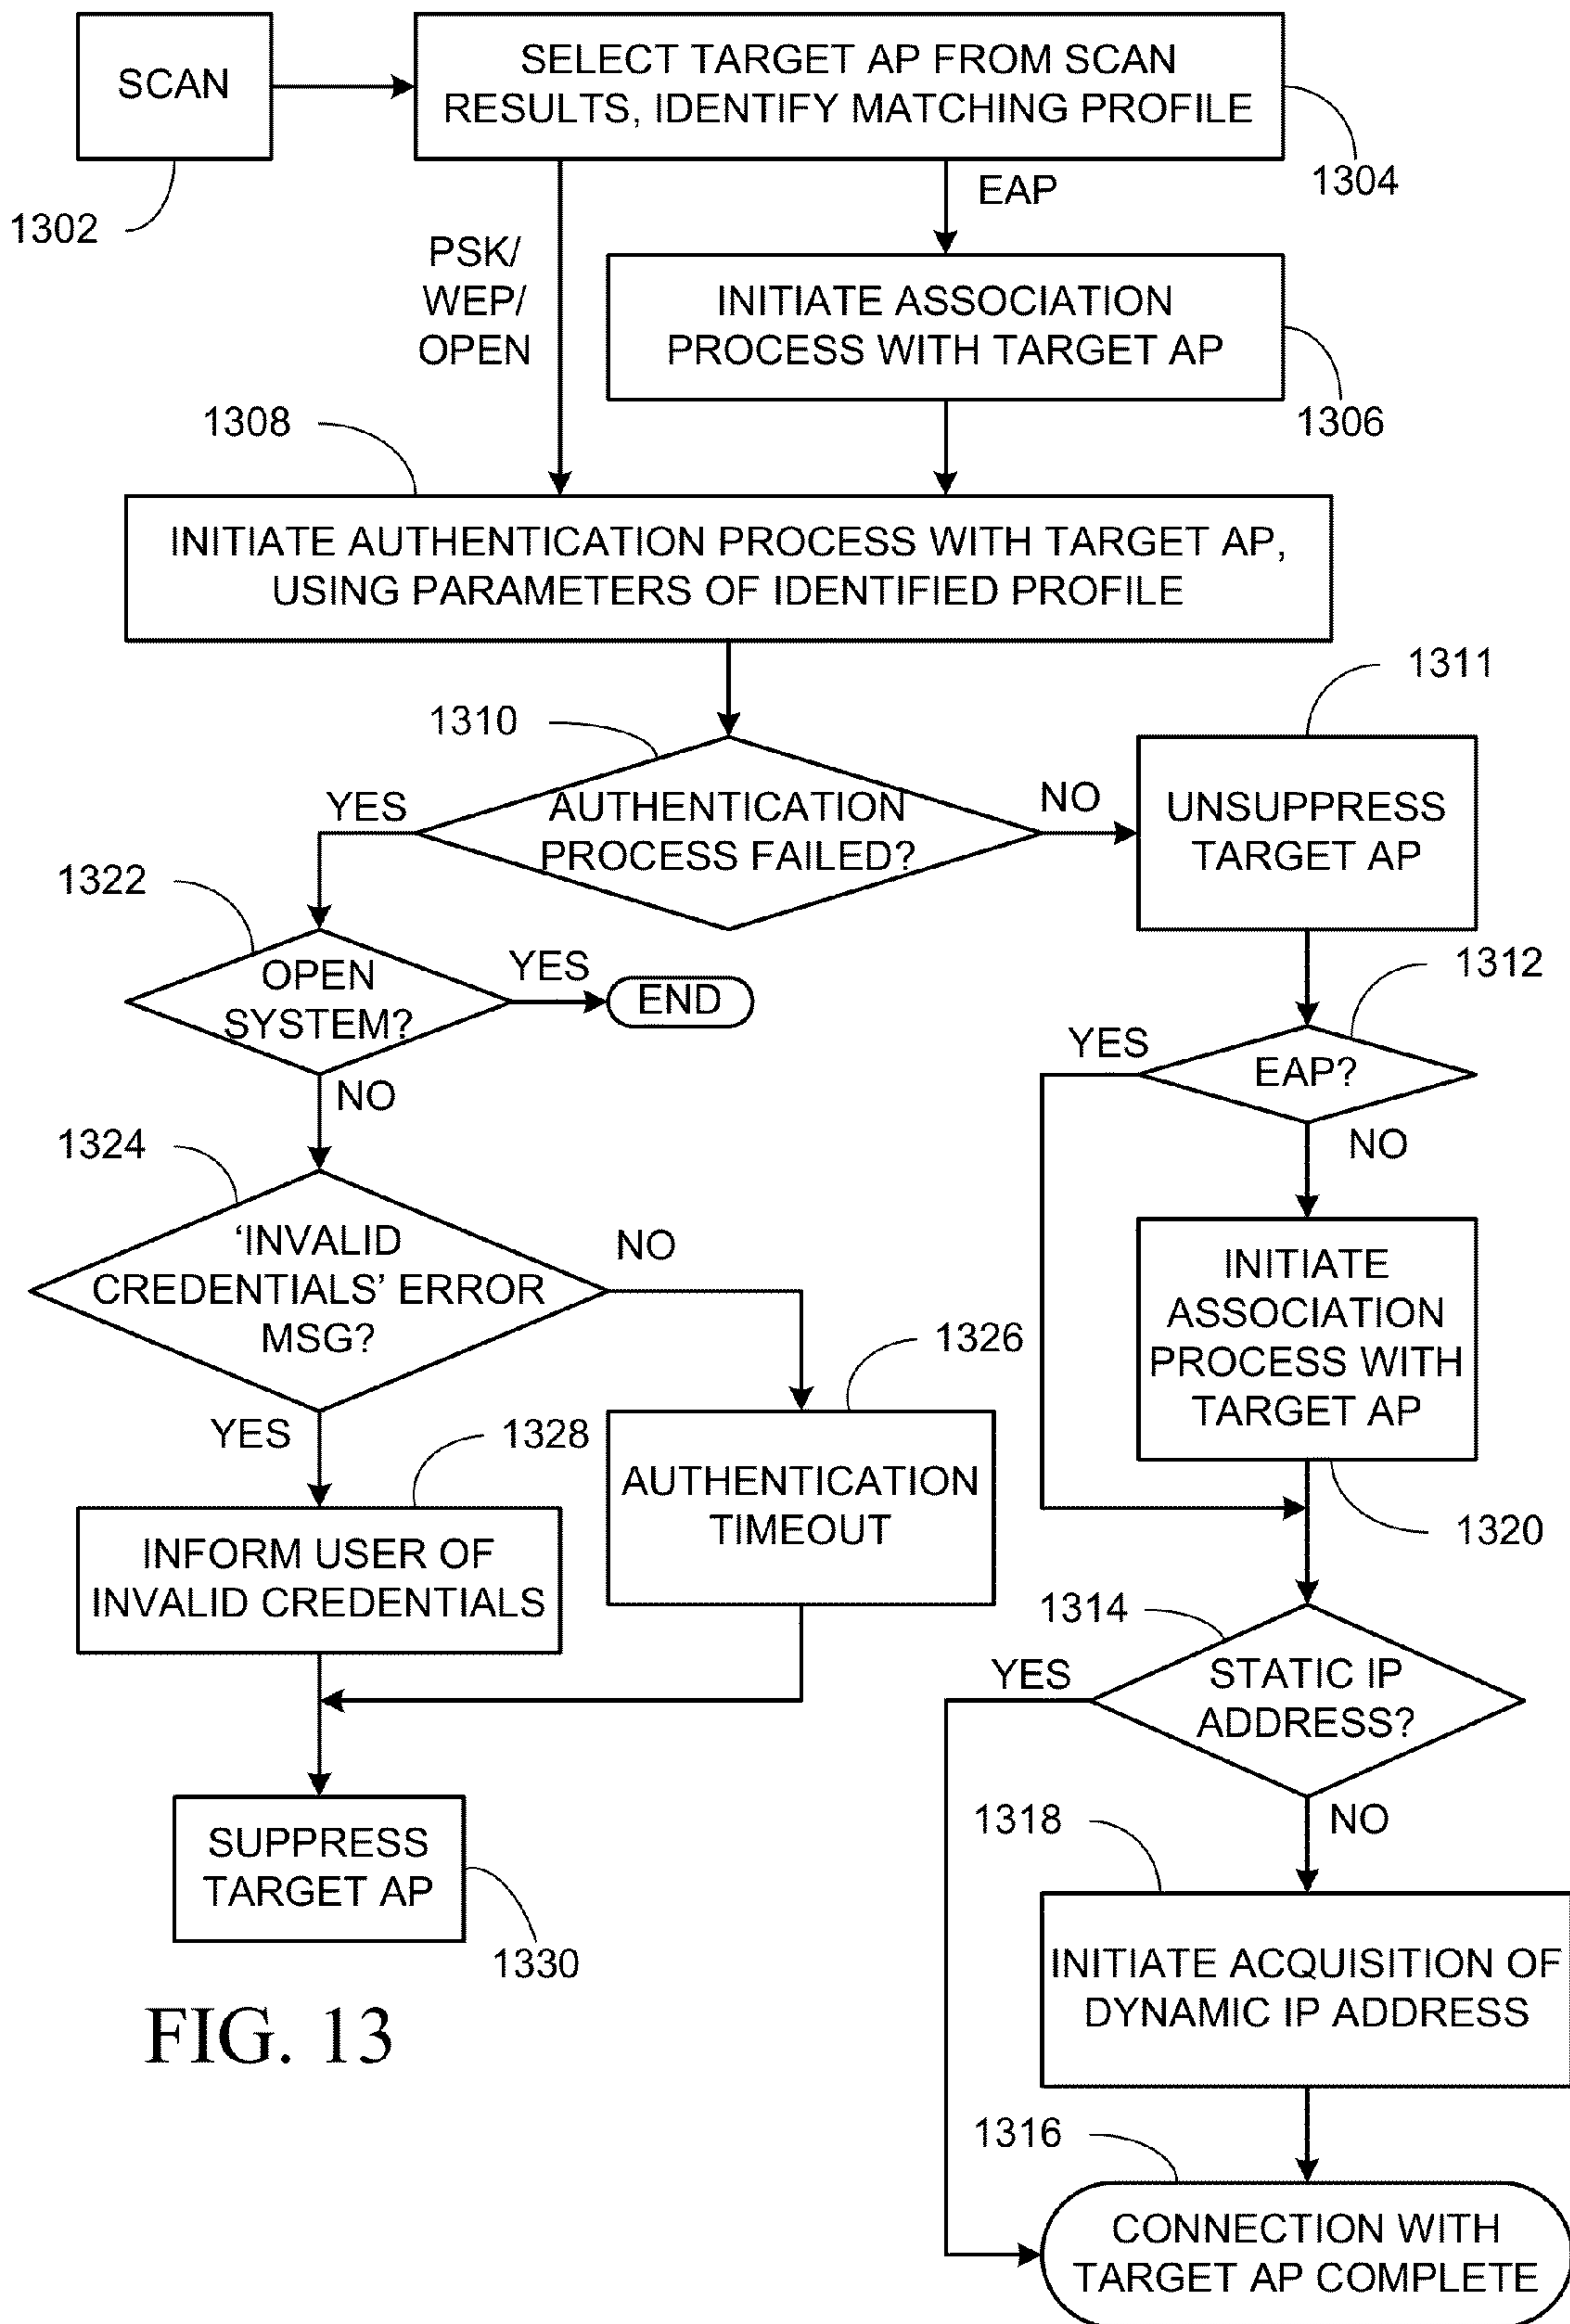 SCAN
SELECT TARGET AP FROM SCAN
RESULTS, IDENTIFY MATCHING PROFILE
1302
1304
EAP
PSK/
WEP/
OPEN
INITIATE ASSOCIATION
PROCESS WITH TARGET AP
1306
1308
INITIATE AUTHENTICATION PROCESS WITH TARGET AP,
USING PARAMETERS OF IDENTIFIED PROFILE
1310
1311
YES
AUTHENTICATION
PROCESS FAILED?
NO
UNSUPPRESS
TARGET AP
1322
OPEN
SYSTEM?
YES
END
NO
1312
YES
EAP?
NO
1324
'INVALID
CREDENTIALS' ERROR
MSG?
NO
YES
1326
AUTHENTICATION
TIMEOUT
1328
INFORM USER OF
INVALID CREDENTIALS
INITIATE
ASSOCIATION
PROCESS WITH
TARGET AP
1320
1314
YES
STATIC IP
ADDRESS?
NO
SUPPRESS
TARGET AP
1330
1318
INITIATE ACQUISITION OF
DYNAMIC IP ADDRESS
1316
CONNECTION WITH
TARGET AP COMPLETE
FIG. 13